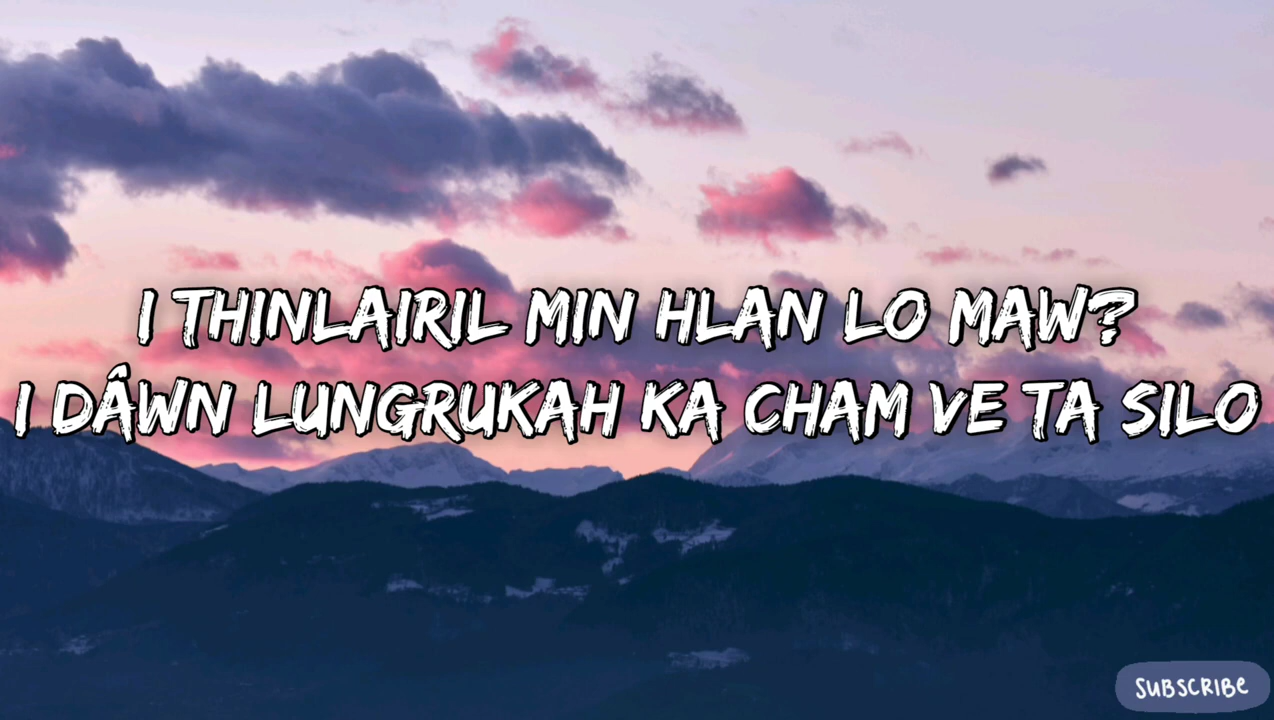 I THINLAIRIL MIN HLAN LO MAW?
I DÂWN LUNGRUKAH KA CHAM VE TA SILO
SUBSCRIBE